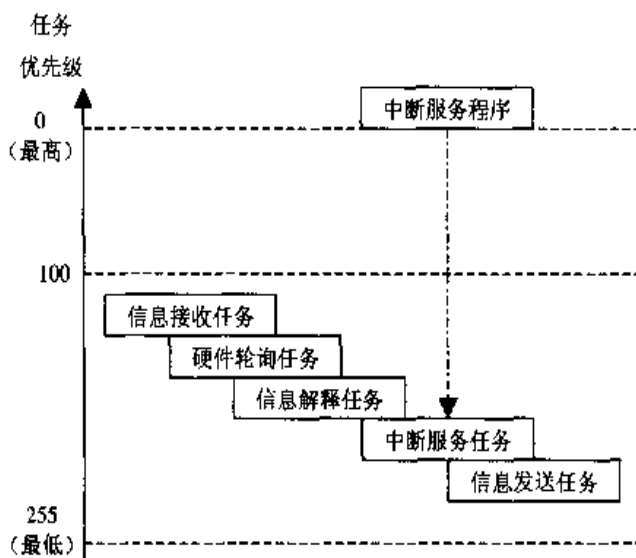 任务
优先级
0
（最高）
中断服务程序
100
信息接收任务
硬件轮询任务
信息解释任务
中断服务任务
信息发送任务
255
（最低）